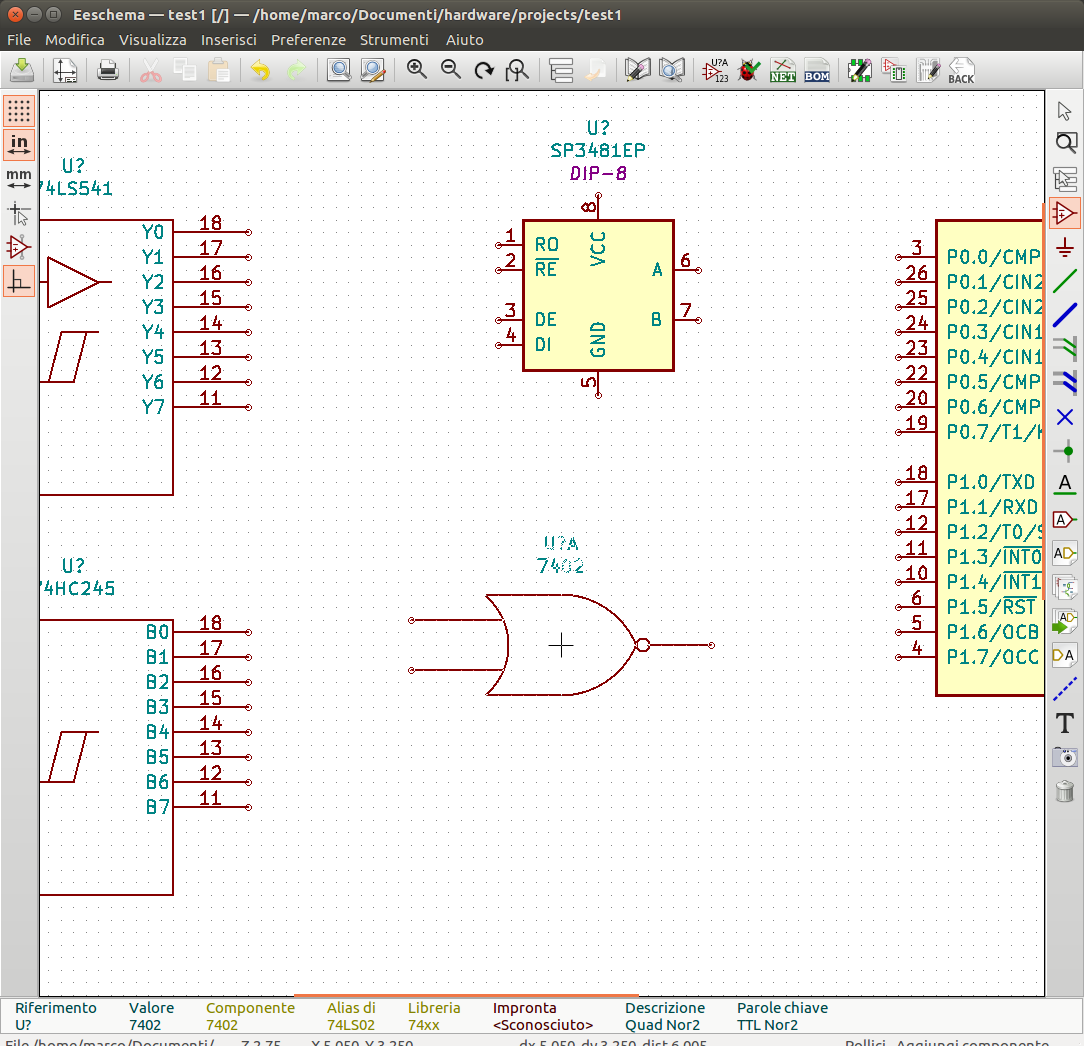 Eeschema — test1 [/] — /home/marco/Documenti/hardware/projects/test1
File Modifica Visualizza Inserisci Preferenze Strumenti Aiuto
U?A
123
NET
BOM
BACK
in
mm
U?
74LS541
Y0 18
Y1 17
Y2 16
Y3 15
Y4 14
Y5 13
Y6 12
Y7 11
U?
SP3481EP
DIP-8
8
VCC
1 RO
2 RE
3 DE
4 DI
A 6
B 7
GND
5
3 P0.0/CMP
26 P0.1/CIN2
25 P0.2/CIN2
24 P0.3/CIN1
23 P0.4/CIN1
22 P0.5/CMP
20 P0.6/CMP
19 P0.7/T1/K
18 P1.0/TXD
17 P1.1/RXD
12 P1.2/T0/S
11 P1.3/INT0
10 P1.4/INT1
6 P1.5/RST
5 P1.6/OCB
4 P1.7/OCC
U?
74HC245
B0 18
B1 17
B2 16
B3 15
B4 14
B5 13
B6 12
B7 11
U?A
7402
A
A
AD
AD
DA
T
Riferimento Valore Componente Alias di Libreria Impronta Descrizione Parole chiave
U? 7402 7402 74LS02 74xx <Sconosciuto> Quad Nor2 TTL Nor2
File /home/marco/Documenti/ Z 2.75 X 5.050 Y 3.250 dx 5.050 dy 3.250 dist 6.005 Pollici Aggiungi componente